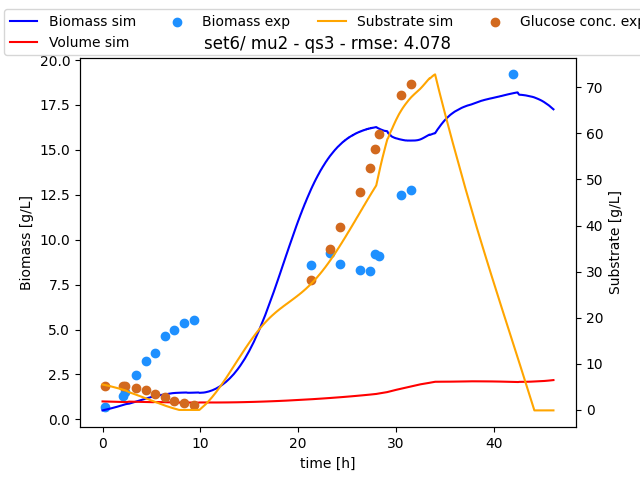 Biomass sim Biomass exp Substrate sim Glucose conc. exp
Volume sim
set6/ mu2 - qs3 - rmse: 4.078
20.0
17.5
15.0
12.5
10.0
7.5
5.0
2.5
0.0
Biomass [g/L]
70
60
50
40
30
20
10
0
Substrate [g/L]
0 10 20 30 40
time [h]